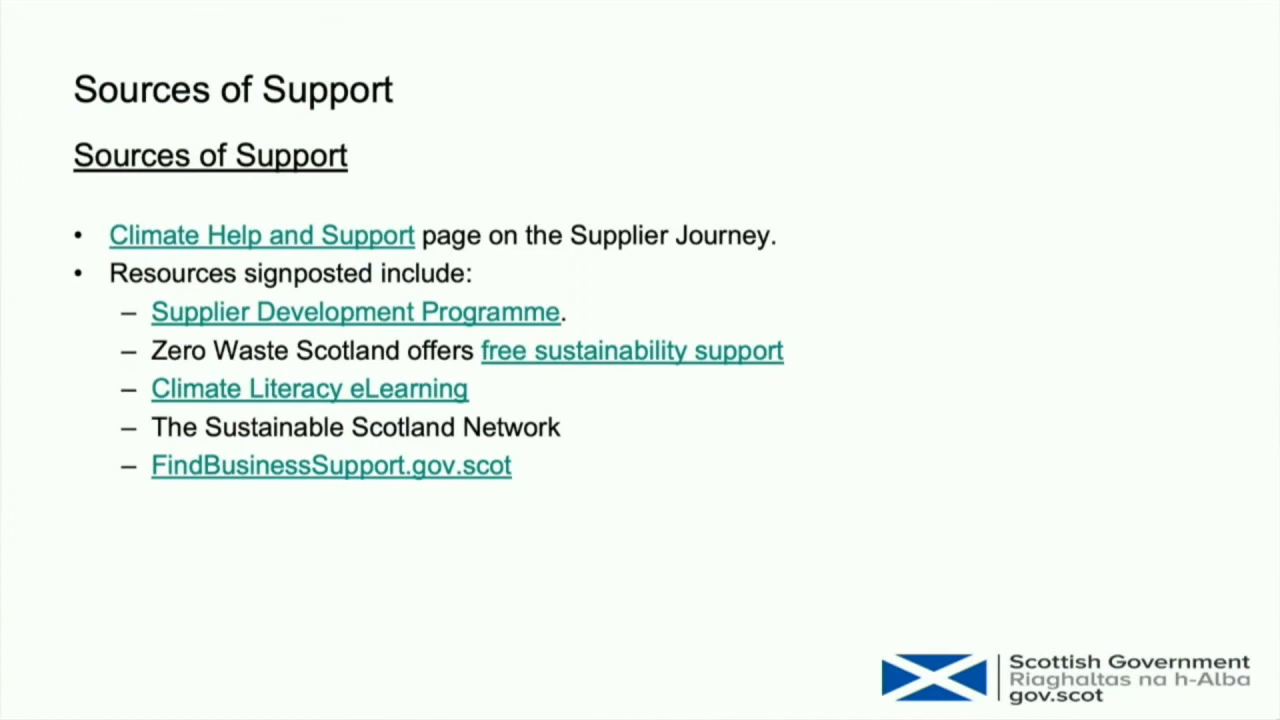 Sources of Support
Sources of Support
• Climate Help and Support page on the Supplier Journey.
• Resources signposted include:
– Supplier Development Programme.
– Zero Waste Scotland offers free sustainability support
– Climate Literacy eLearning
– The Sustainable Scotland Network
– FindBusinessSupport.gov.scot
Scottish Government
Riaghaltas na h-Alba
gov.scot